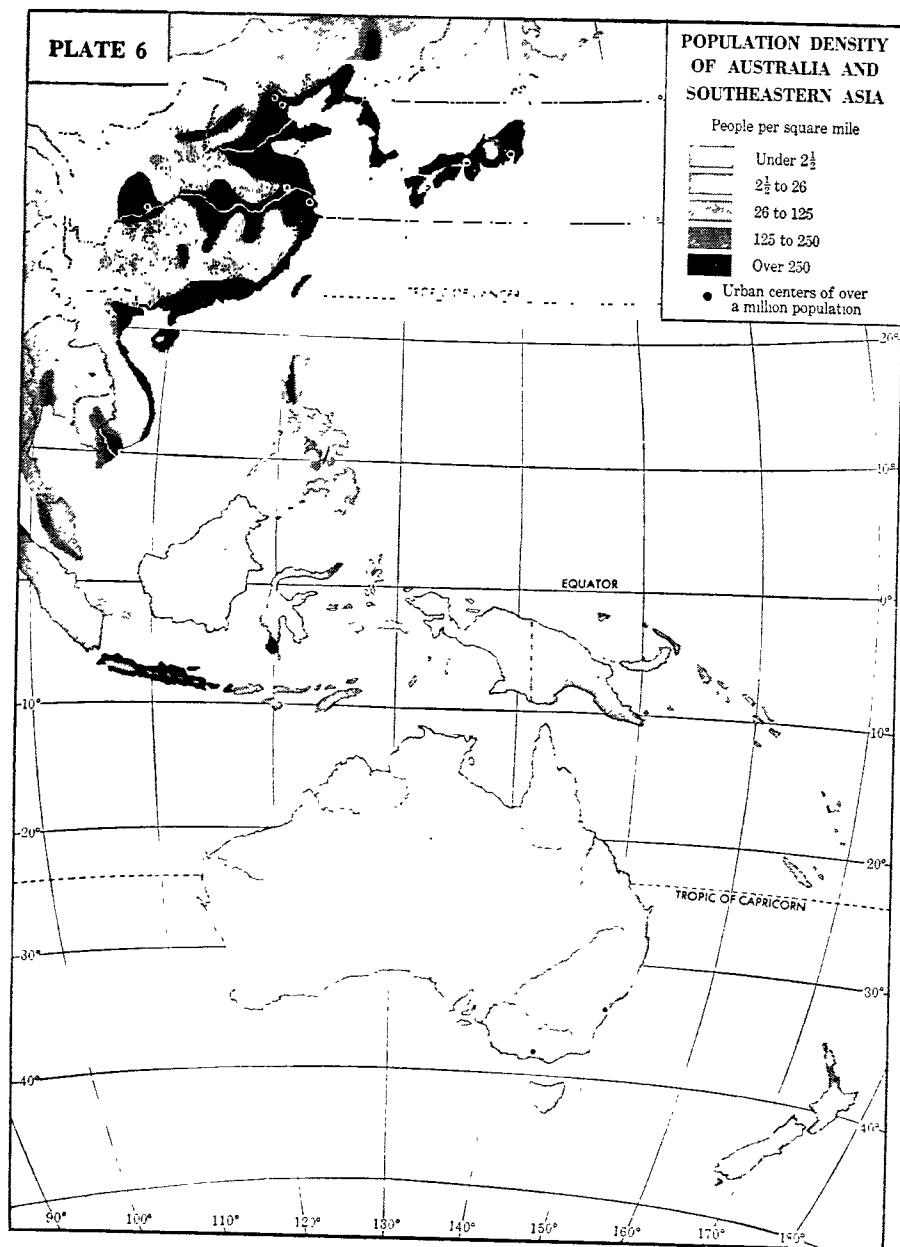 PLATE 6
POPULATION DENSITY
OF AUSTRALIA AND
SOUTHEASTERN ASIA
People per square mile
Under 2½
2½ to 26
26 to 125
125 to 250
Over 250
Urban centers of over
a million population
20°
10°
EQUATOR
0°
10°
10°
20°
20°
TROPIC OF CAPRICORN
30°
30°
40°
40°
90° 100° 110° 120° 130° 140° 150° 160° 170° 180°